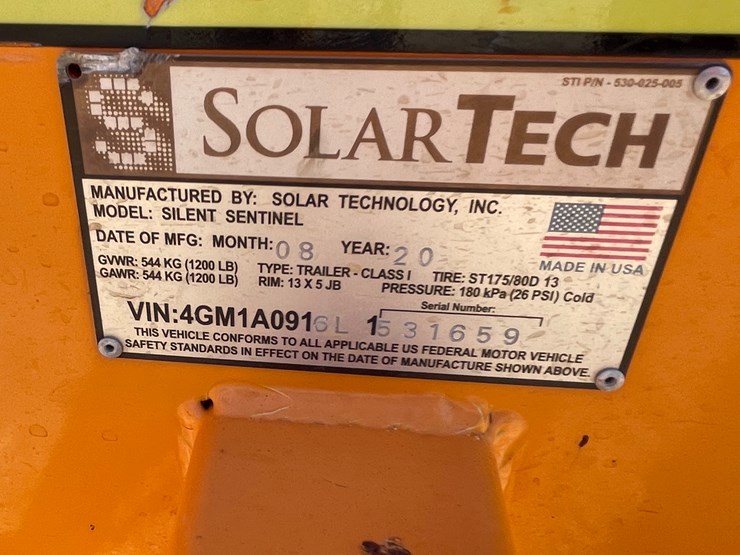 STI P/N - 530-025-005
SOLARTECH
MANUFACTURED BY: SOLAR TECHNOLOGY, INC.
MODEL: SILENT SENTINEL
DATE OF MFG: MONTH: 08 YEAR: 20
MADE IN USA
GVWR: 544 KG (1200 LB) TYPE: TRAILER - CLASS I TIRE: ST175/80D 13
GAWR: 544 KG (1200 LB) RIM: 13 X 5 JB PRESSURE: 180 kPa (26 PSI) Cold
Serial Number:
VIN:4GM1A0916L 1531659
THIS VEHICLE CONFORMS TO ALL APPLICABLE US FEDERAL MOTOR VEHICLE
SAFETY STANDARDS IN EFFECT ON THE DATE OF MANUFACTURE SHOWN ABOVE.